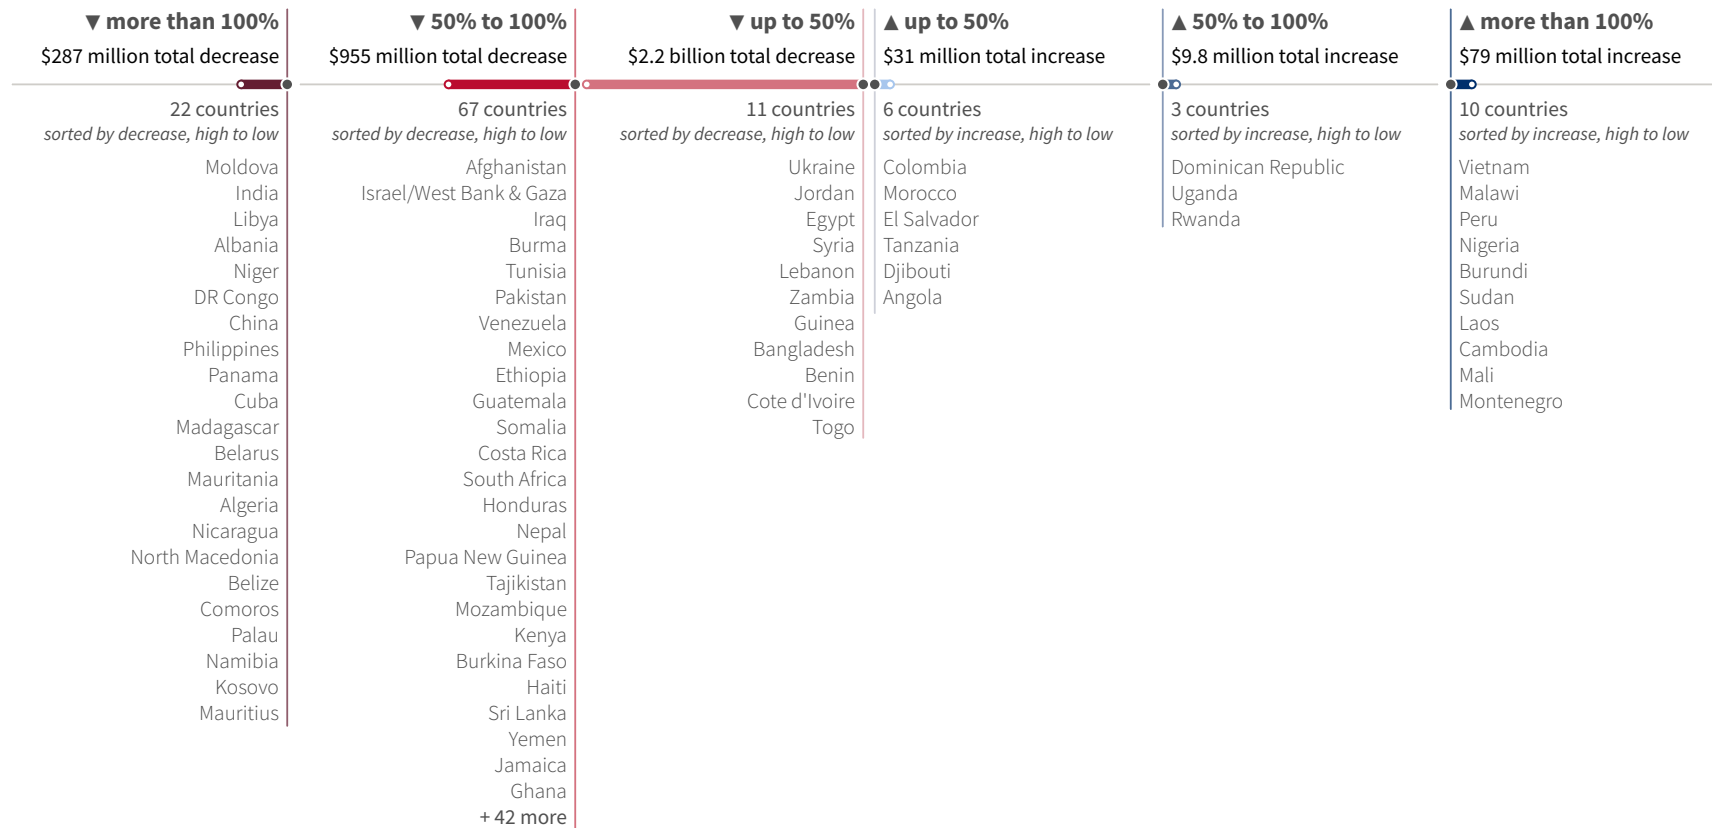 ▼ more than 100%
$287 million total decrease
22 countries
sorted by decrease, high to low
Moldova
India
Libya
Albania
Niger
DR Congo
China
Philippines
Panama
Cuba
Madagascar
Belarus
Mauritania
Algeria
Nicaragua
North Macedonia
Belize
Comoros
Palau
Namibia
Kosovo
Mauritius
▼ 50% to 100%
$955 million total decrease
67 countries
sorted by decrease, high to low
Afghanistan
Israel/West Bank & Gaza
Iraq
Burma
Tunisia
Pakistan
Venezuela
Mexico
Ethiopia
Guatemala
Somalia
Costa Rica
South Africa
Honduras
Nepal
Papua New Guinea
Tajikistan
Mozambique
Kenya
Burkina Faso
Haiti
Sri Lanka
Yemen
Jamaica
Ghana
+ 42 more
▼ up to 50%
$2.2 billion total decrease
11 countries
sorted by decrease, high to low
Ukraine
Jordan
Egypt
Syria
Lebanon
Zambia
Guinea
Bangladesh
Benin
Cote d'Ivoire
Togo
▲ up to 50%
$31 million total increase
6 countries
sorted by increase, high to low
Colombia
Morocco
El Salvador
Tanzania
Djibouti
Angola
▲ 50% to 100%
$9.8 million total increase
3 countries
sorted by increase, high to low
Dominican Republic
Uganda
Rwanda
▲ more than 100%
$79 million total increase
10 countries
sorted by increase, high to low
Vietnam
Malawi
Peru
Nigeria
Burundi
Sudan
Laos
Cambodia
Mali
Montenegro